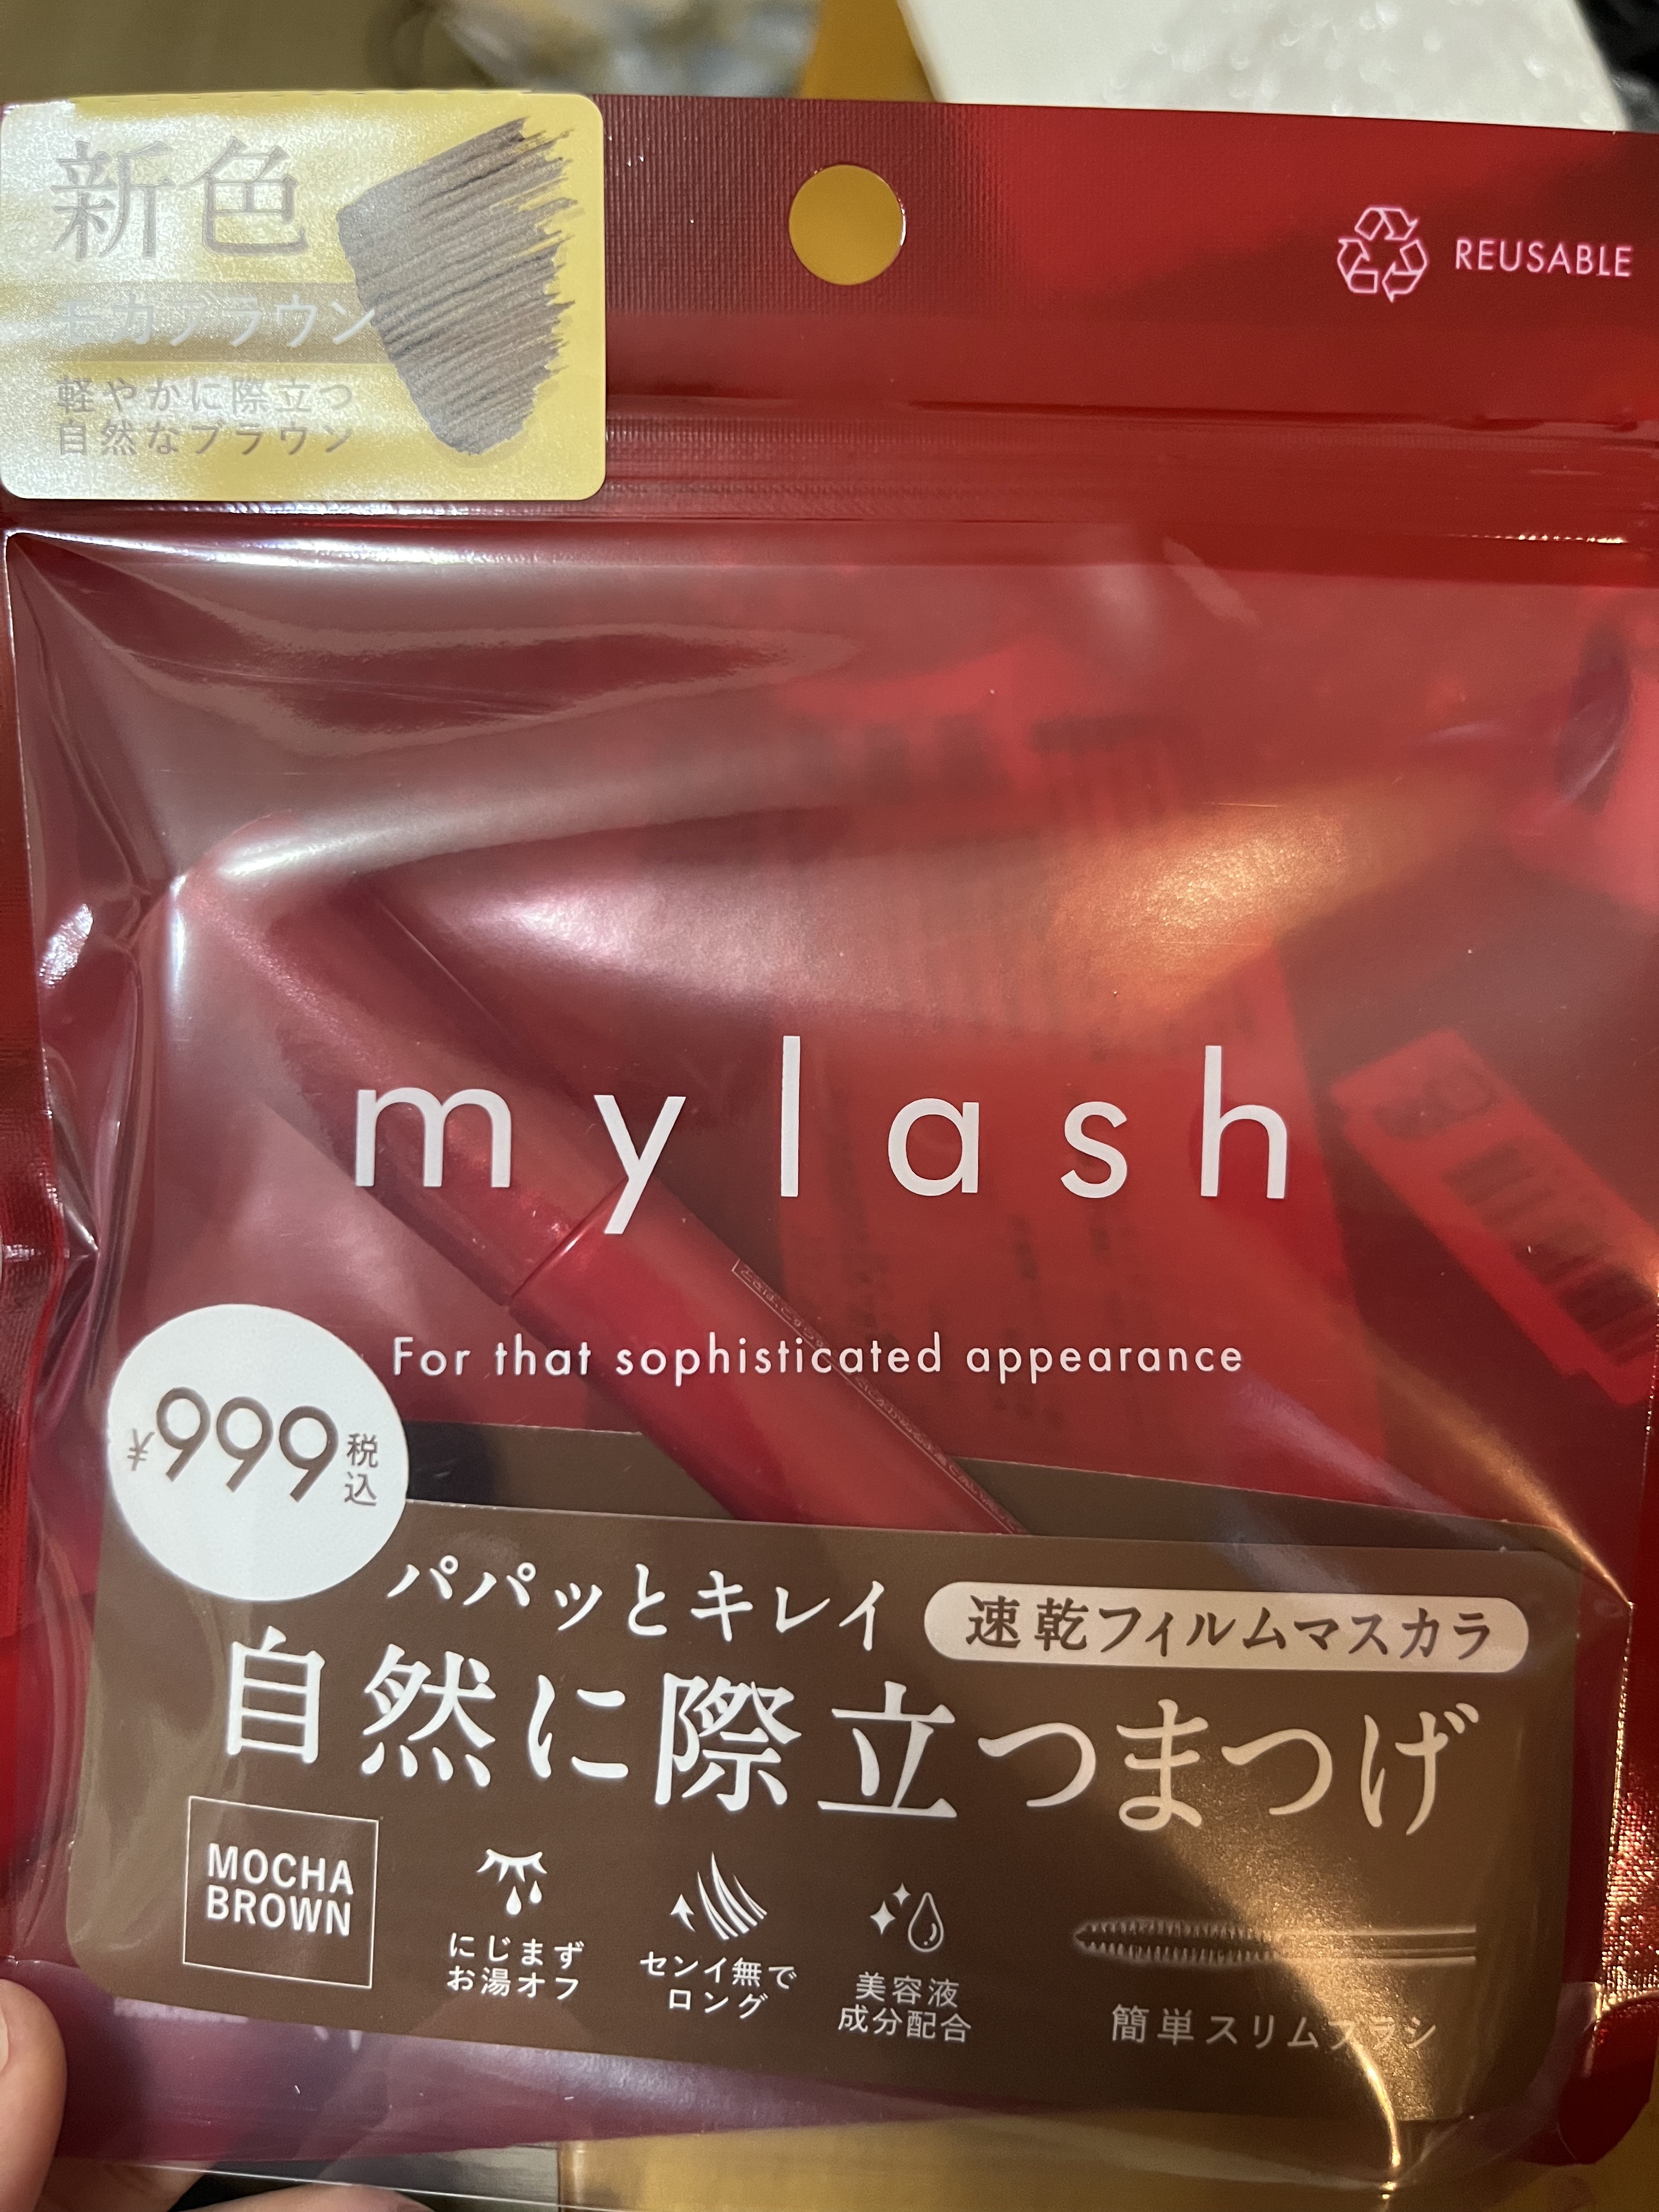 新色
モカブラウン
軽やかに際立つ
自然なブラウン
REUSABLE
mylash
For that sophisticated appearance
¥999税込
パパッとキレイ
速乾フィルムマスカラ
自然に際立つまつげ
MOCHA
BROWN
にじまず
お湯オフ
センイ無で
ロング
美容液
成分配合
簡単スリムブラシ